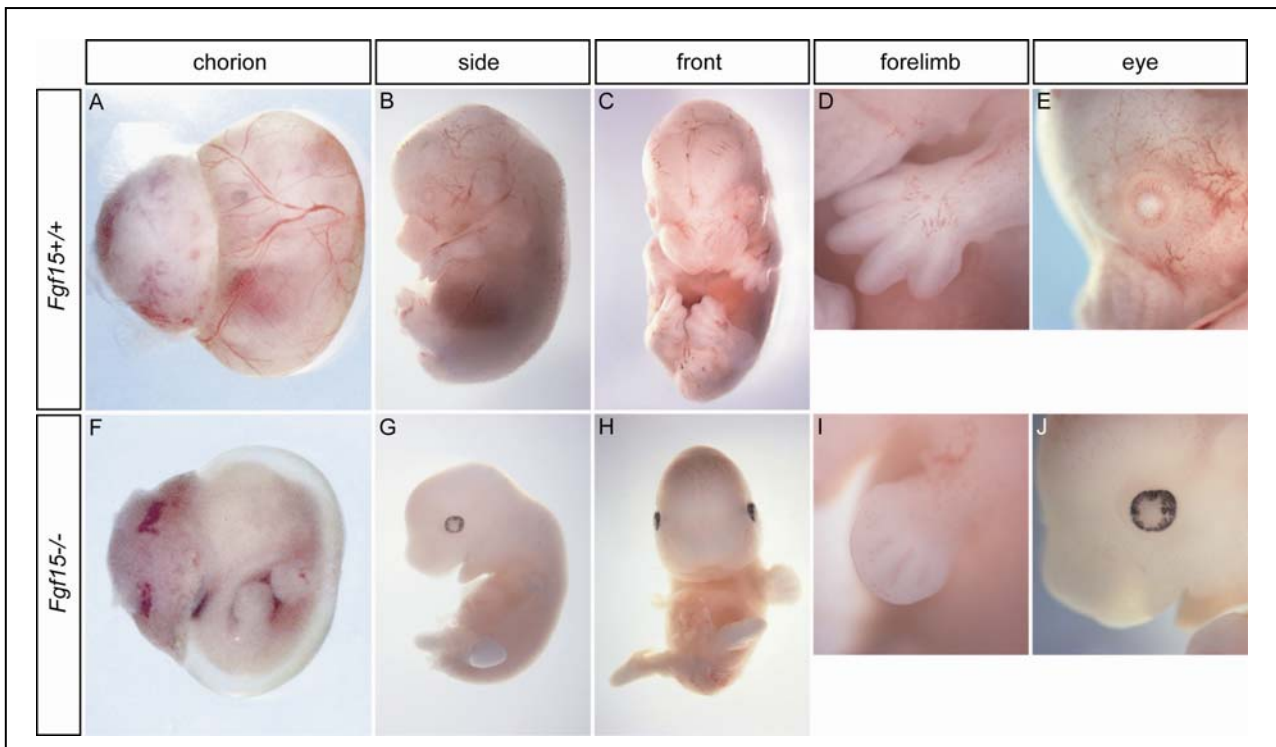 chorion side front forelimb eye
Fgf15+/+
A B C D E
Fgf15-/-
F G H I J